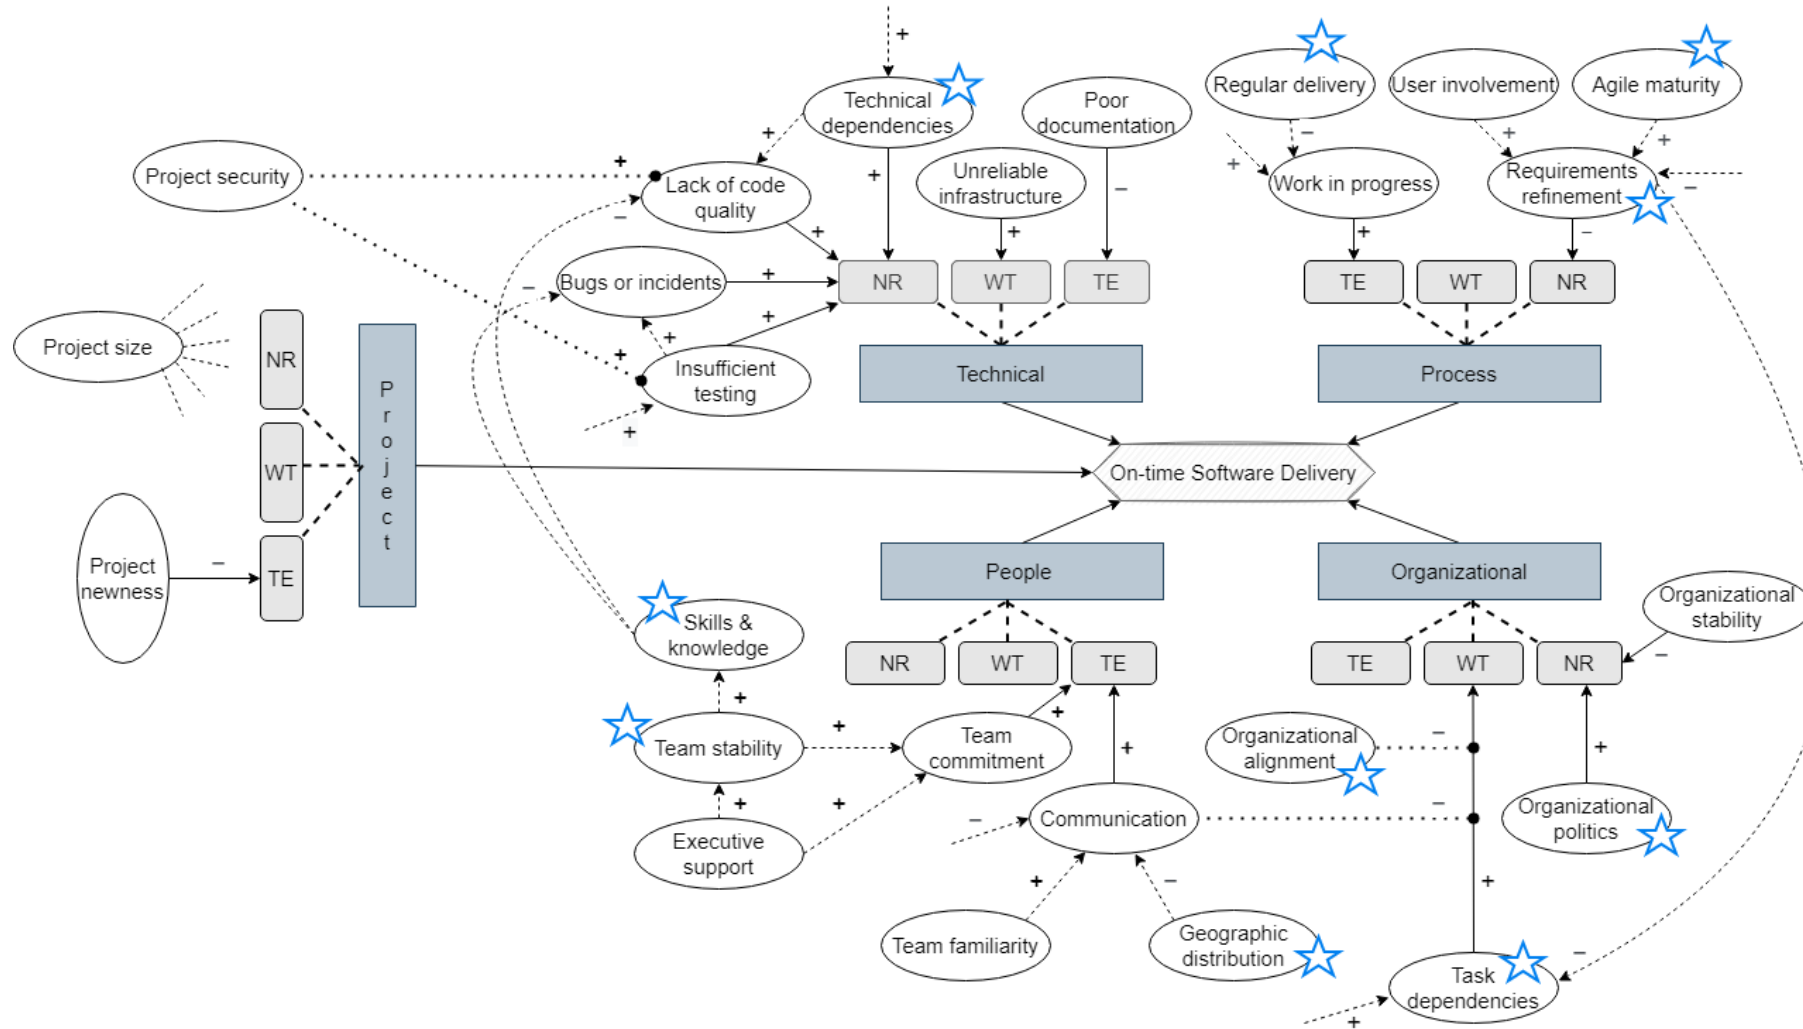 +
Regular delivery
User involvement
Agile maturity
Technical
dependencies
Poor
documentation
+
−
+
+
+
Project security
+
Lack of code
quality
−
+
Unreliable
infrastructure
−
Work in progress
Requirements
refinement
−
+
+
+
−
Bugs or incidents
−
+
NR
WT
TE
TE
WT
NR
+
+
+
Insufficient
testing
+
Project size
NR
WT
TE
Project
Technical
Process
On-time Software Delivery
Project
newness
−
People
Organizational
Organizational
stability
−
Skills &
knowledge
NR
WT
TE
TE
WT
NR
+
+
Team stability
+
Team
commitment
+
Organizational
alignment
−
+
+
+
Executive
support
−
Communication
−
Organizational
politics
+
−
+
Team familiarity
Geographic
distribution
−
Task
dependencies
+